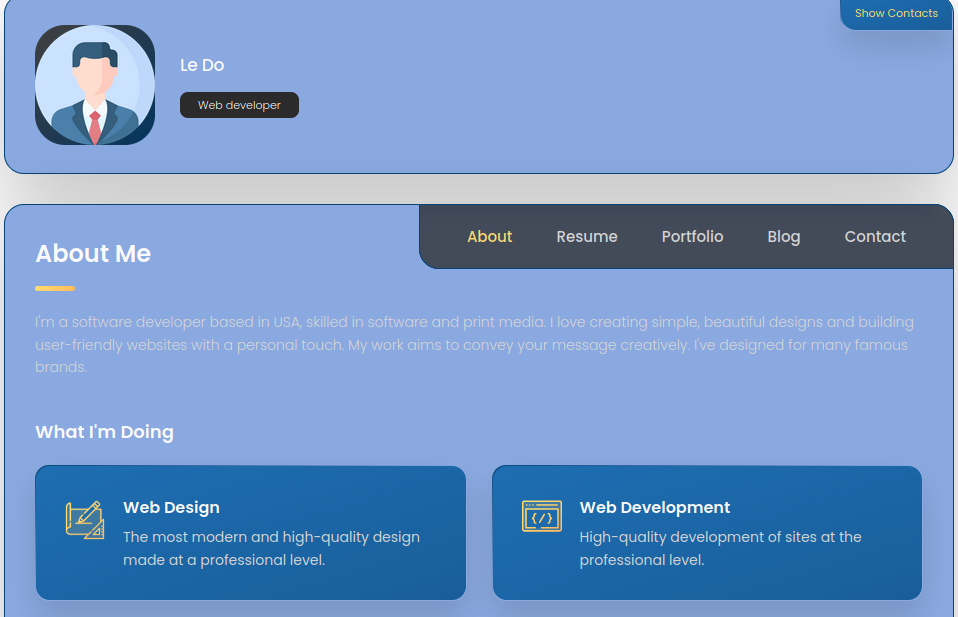 Show Contacts
Le Do
Web developer
About Resume Portfolio Blog Contact
About Me
I'm a software developer based in USA, skilled in software and print media. I love creating simple, beautiful designs and building
user-friendly websites with a personal touch. My work aims to convey your message creatively. I've designed for many famous
brands.
What I'm Doing
Web Design
The most modern and high-quality design
made at a professional level.
Web Development
High-quality development of sites at the
professional level.